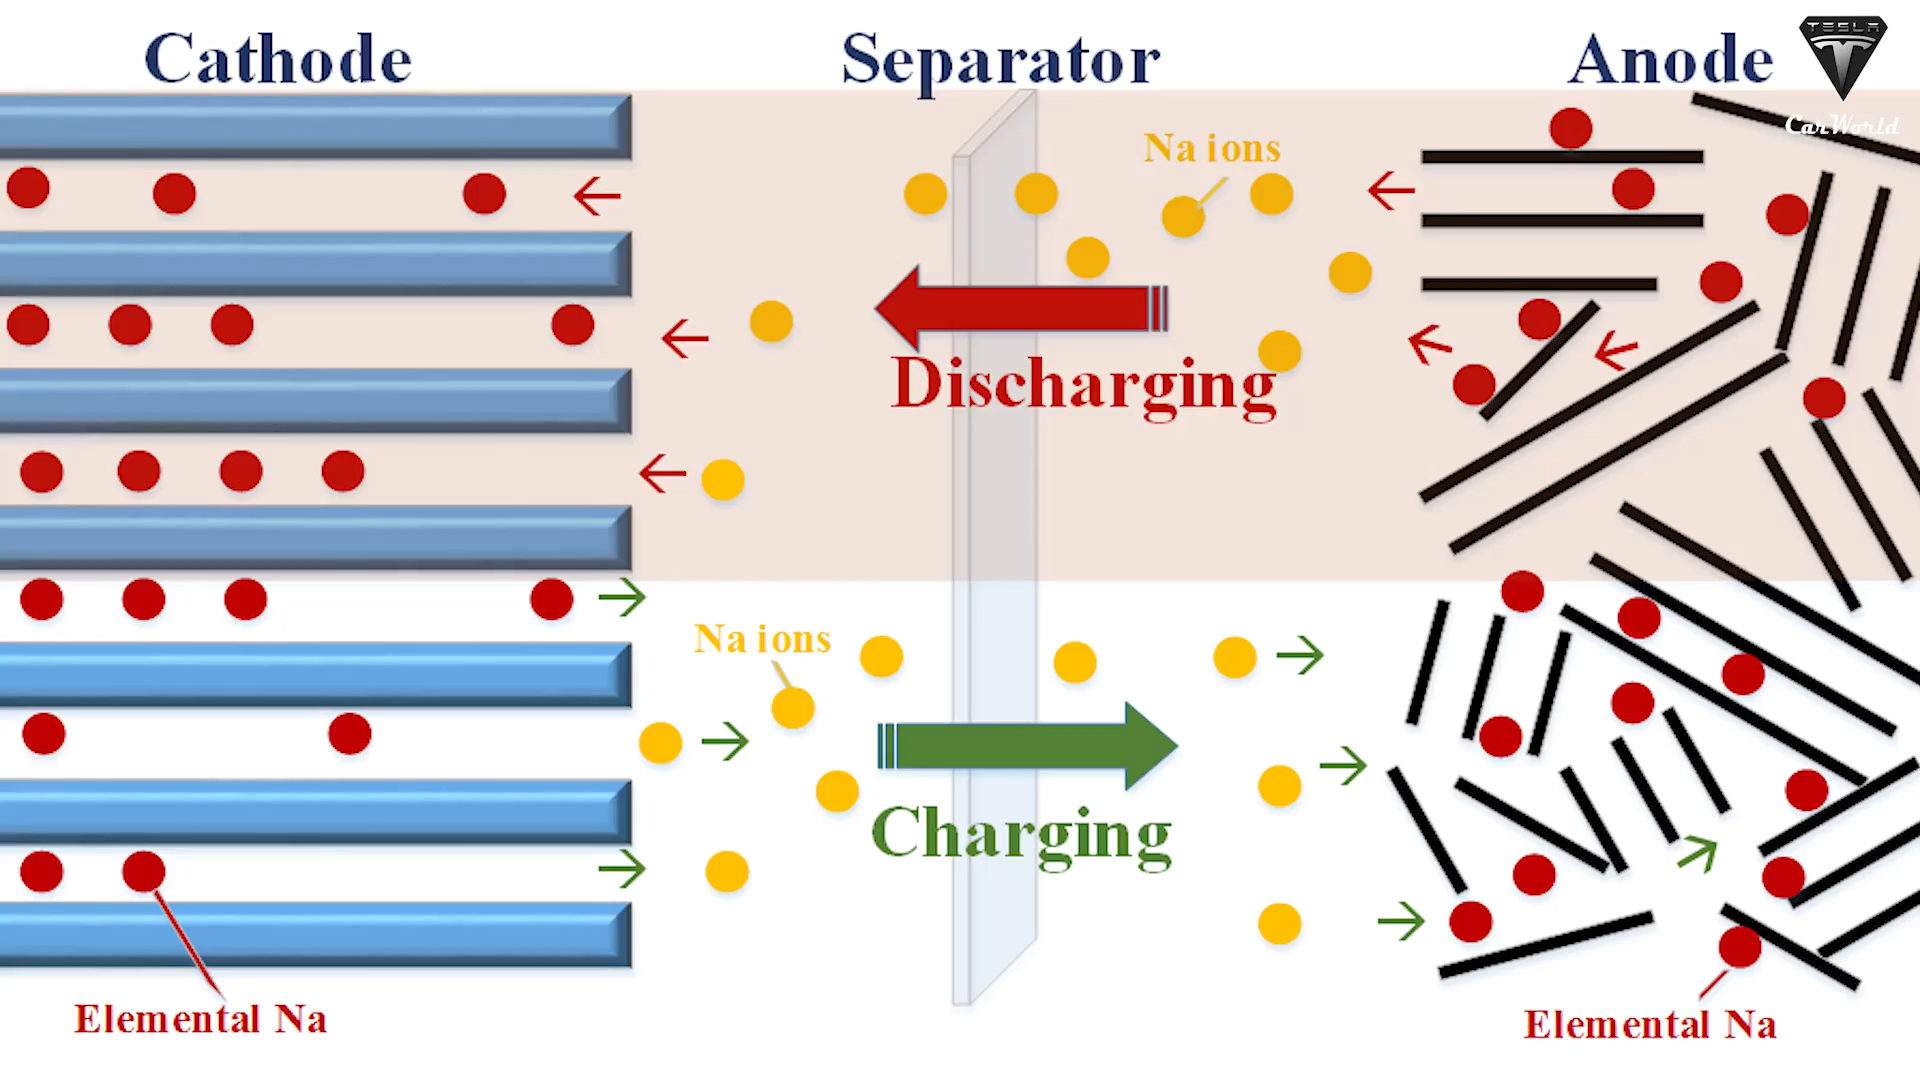 Cathode
Separator
Anode
TESLA
CarWorld
Na ions
Discharging
Na ions
Charging
Elemental Na
Elemental Na